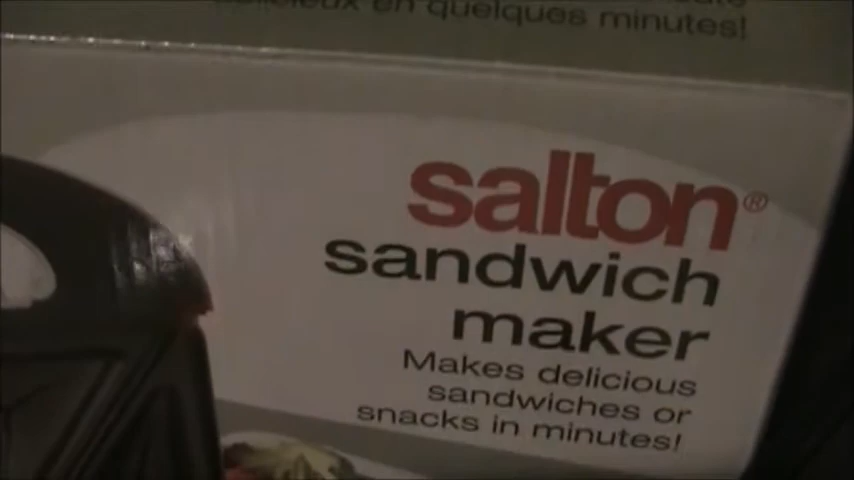 en quelques minutes!
salton®
sandwich
maker
Makes delicious
sandwiches or
snacks in minutes!